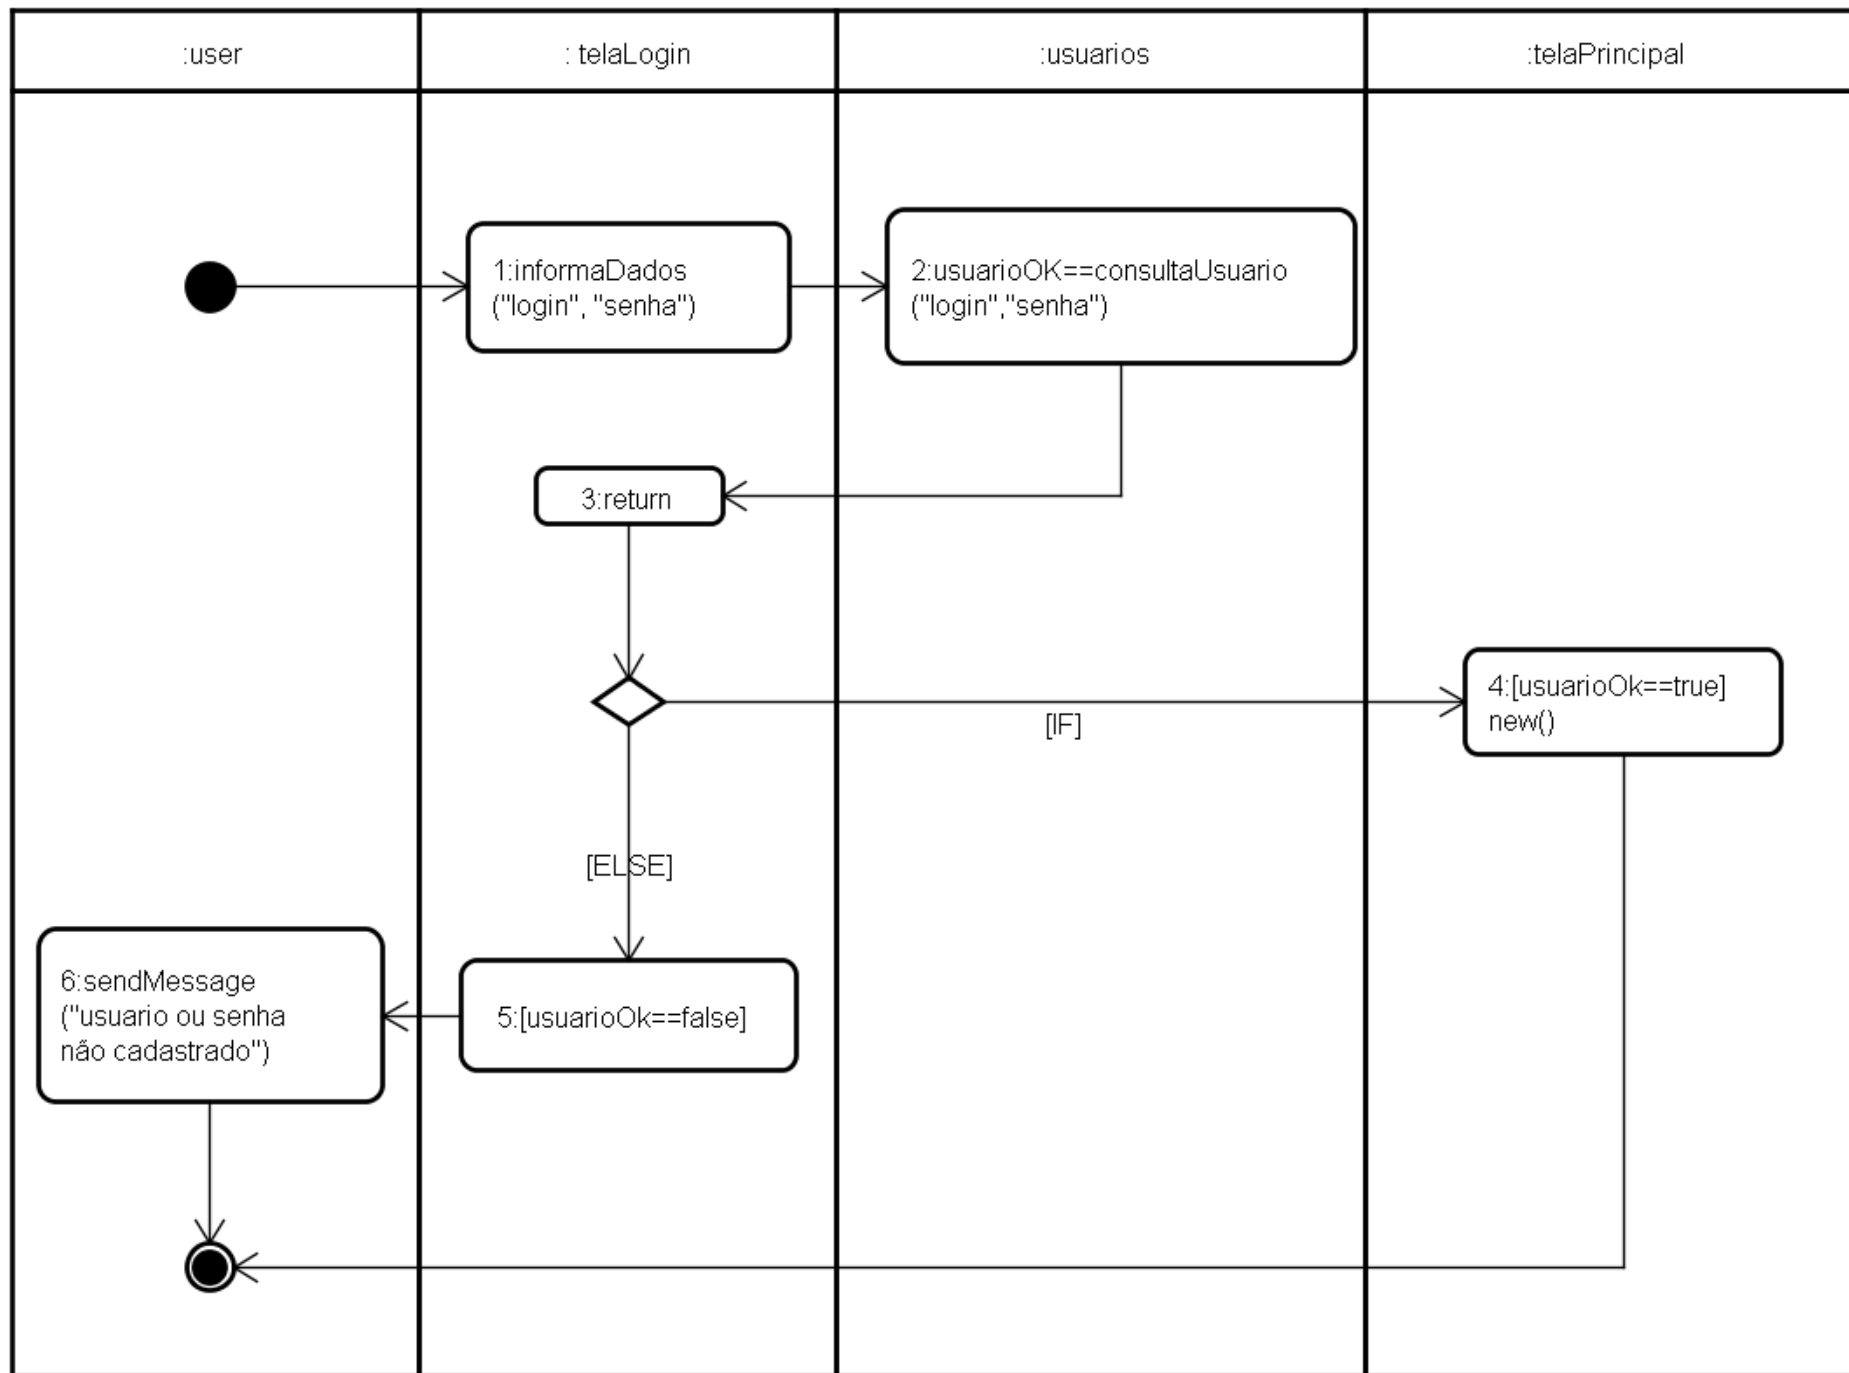 :user
: telaLogin
:usuarios
:telaPrincipal
1:informaDados
("login", "senha")
2:usuarioOK==consultaUsuario
("login","senha")
3:return
4:[usuarioOk==true]
new()
[IF]
[ELSE]
6:sendMessage
("usuario ou senha
não cadastrado")
5:[usuarioOk==false]